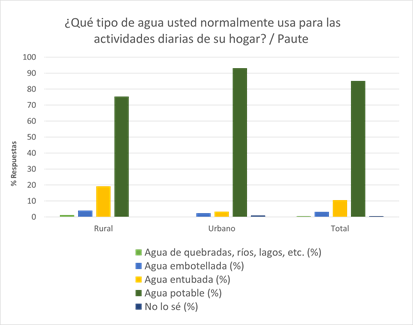 ¿Qué tipo de agua usted normalmente usa para las
actividades diarias de su hogar? / Paute
100
90
80
70
60
50
40
30
20
10
0
% Respuestas
Rural Urbano Total
Agua de quebradas, ríos, lagos, etc. (%)
Agua embotellada (%)
Agua entubada (%)
Agua potable (%)
No lo sé (%)